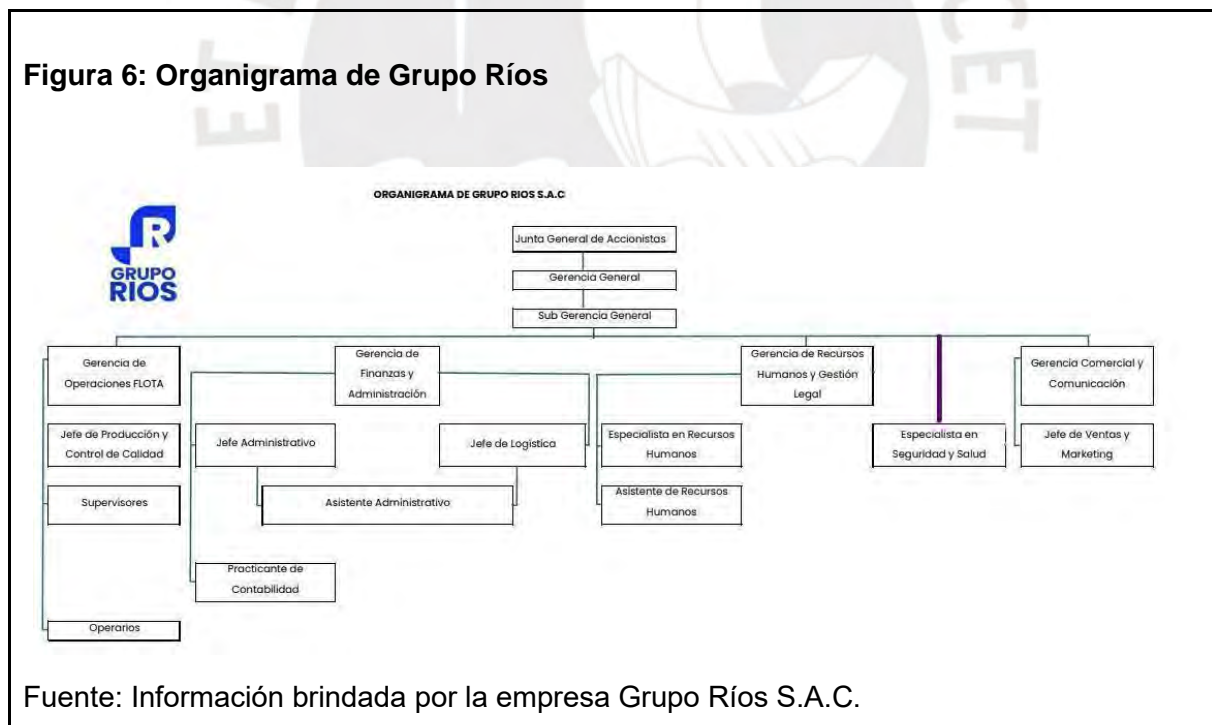 Figura 6: Organigrama de Grupo Ríos
ORGANIGRAMA DE GRUPO RIOS S.A.C
R
GRUPO
RIOS
Junta General de Accionistas
Gerencia General
Sub Gerencia General
Gerencia de
Operaciones FLOTA
Gerencia de
Finanzas y
Administración
Gerencia de Recursos
Humanos y Gestión
Legal
Gerencia Comercial y
Comunicación
Jefe de Producción y
Control de Calidad
Jefe Administrativo
Jefe de Logística
Especialista en Recursos
Humanos
Especialista en
Seguridad y Salud
Jefe de Ventas y
Marketing
Supervisores
Asistente Administrativo
Asistente de Recursos
Humanos
Practicante de
Contabilidad
Operarios
Fuente: Información brindada por la empresa Grupo Ríos S.A.C.